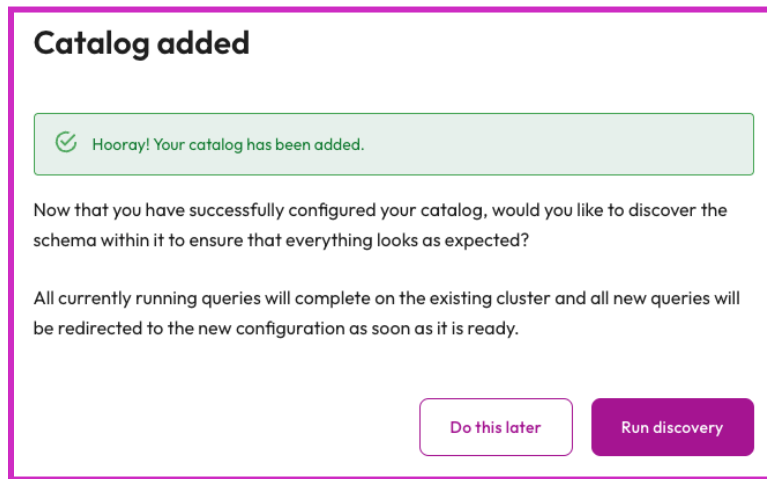 Catalog added
Hooray! Your catalog has been added.
Now that you have successfully configured your catalog, would you like to discover the
schema within it to ensure that everything looks as expected?
All currently running queries will complete on the existing cluster and all new queries will
be redirected to the new configuration as soon as it is ready.
Do this later
Run discovery